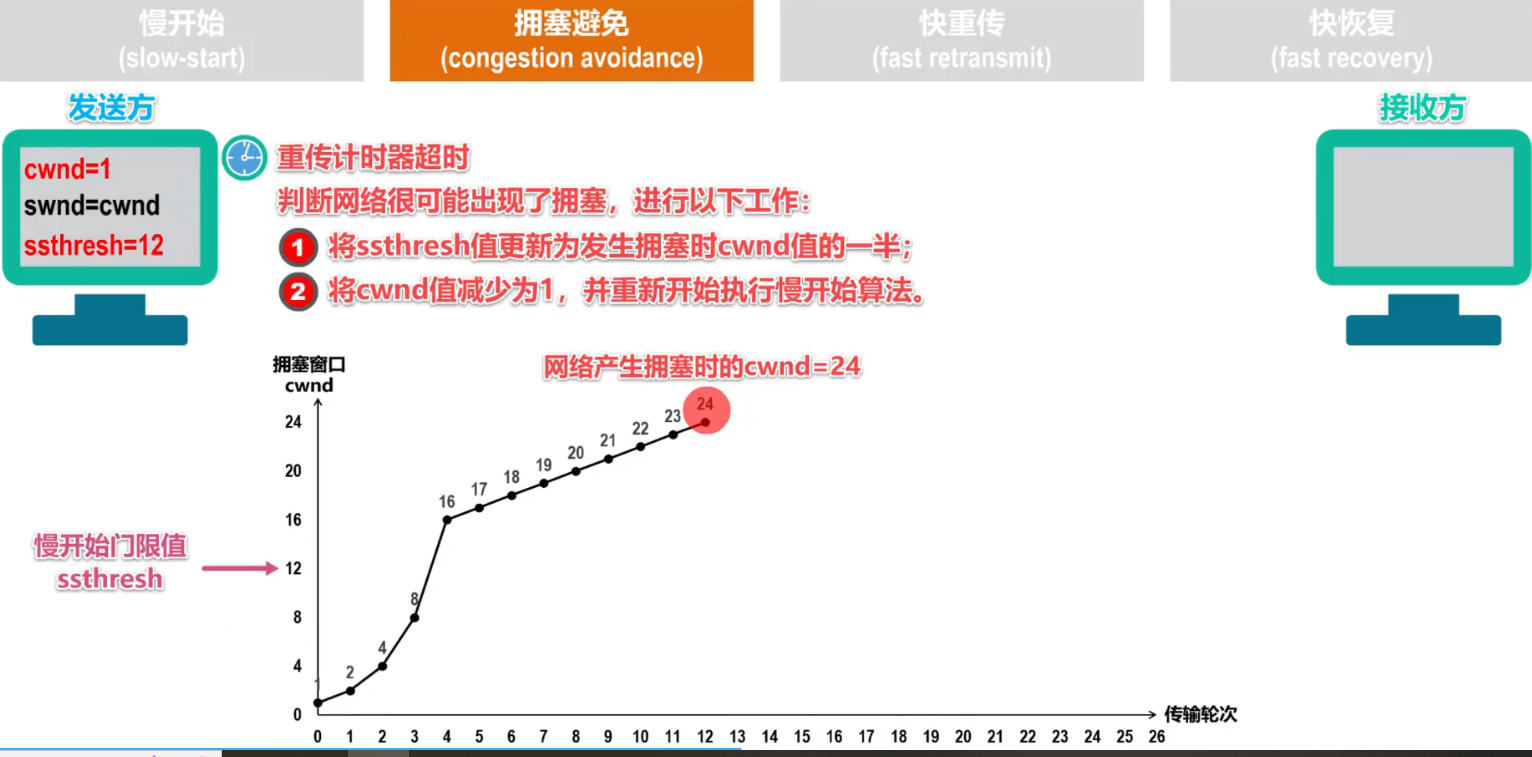 慢开始
(slow-start)
拥塞避免
(congestion avoidance)
快重传
(fast retransmit)
快恢复
(fast recovery)
发送方
接收方
cwnd=1
swnd=cwnd
ssthresh=12
重传计时器超时
判断网络很可能出现了拥塞，进行以下工作：
1 将ssthresh值更新为发生拥塞时cwnd值的一半；
2 将cwnd值减少为1，并重新开始执行慢开始算法。
拥塞窗口
cwnd
网络产生拥塞时的cwnd=24
24
20
16
12
8
4
0
慢开始门限值
ssthresh
1
2
4
8
16
17
18
19
20
21
22
23
24
0 1 2 3 4 5 6 7 8 9 10 11 12 13 14 15 16 17 18 19 20 21 22 23 24 25 26
传输轮次